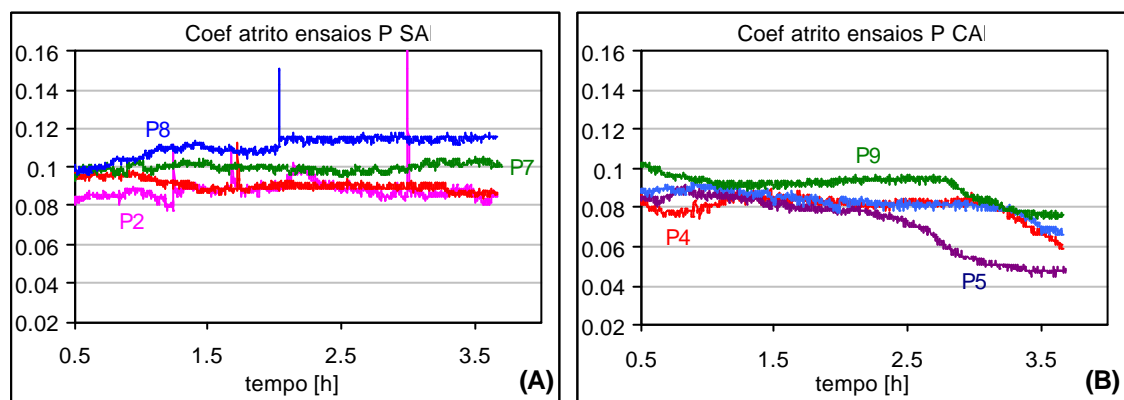 Coef atrito ensaios P SAI
0.16
0.14
0.12
0.1
0.08
0.06
0.04
0.02
P8
P7
P2
0.5 1.5 2.5 3.5
tempo [h]
(A)
Coef atrito ensaios P CAI
0.16
0.14
0.12
0.1
0.08
0.06
0.04
0.02
P9
P4
P5
0.5 1.5 2.5 3.5
tempo [h]
(B)